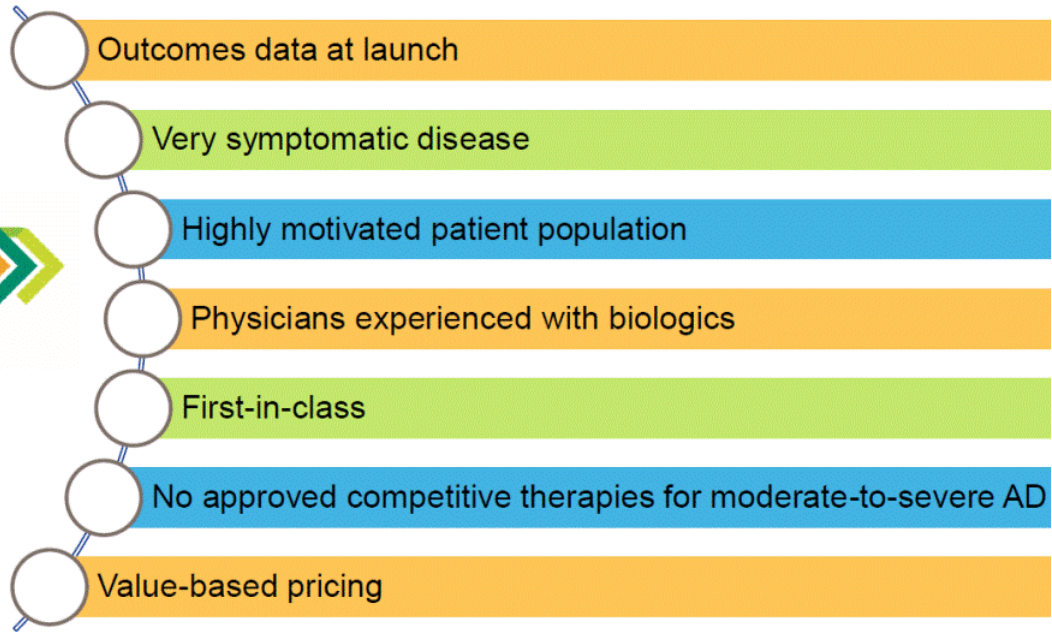 Outcomes data at launch
Very symptomatic disease
Highly motivated patient population
Physicians experienced with biologics
First-in-class
No approved competitive therapies for moderate-to-severe AD
Value-based pricing